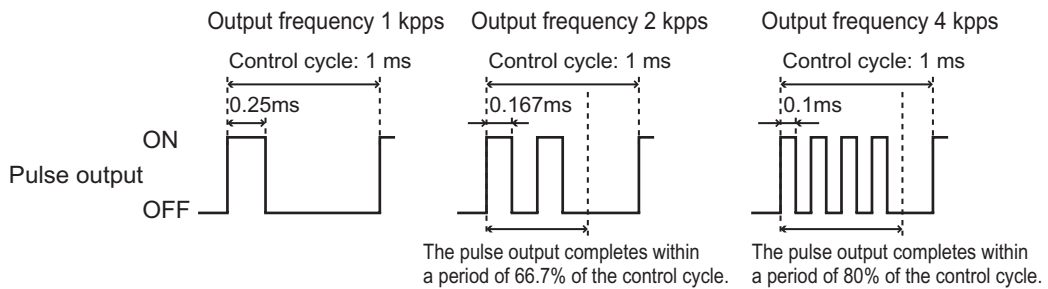 Output frequency 1 kpps
Output frequency 2 kpps
Output frequency 4 kpps
Control cycle: 1 ms
Control cycle: 1 ms
Control cycle: 1 ms
0.25ms
0.167ms
0.1ms
ON
Pulse output
OFF
The pulse output completes within
a period of 66.7% of the control cycle.
The pulse output completes within
a period of 80% of the control cycle.